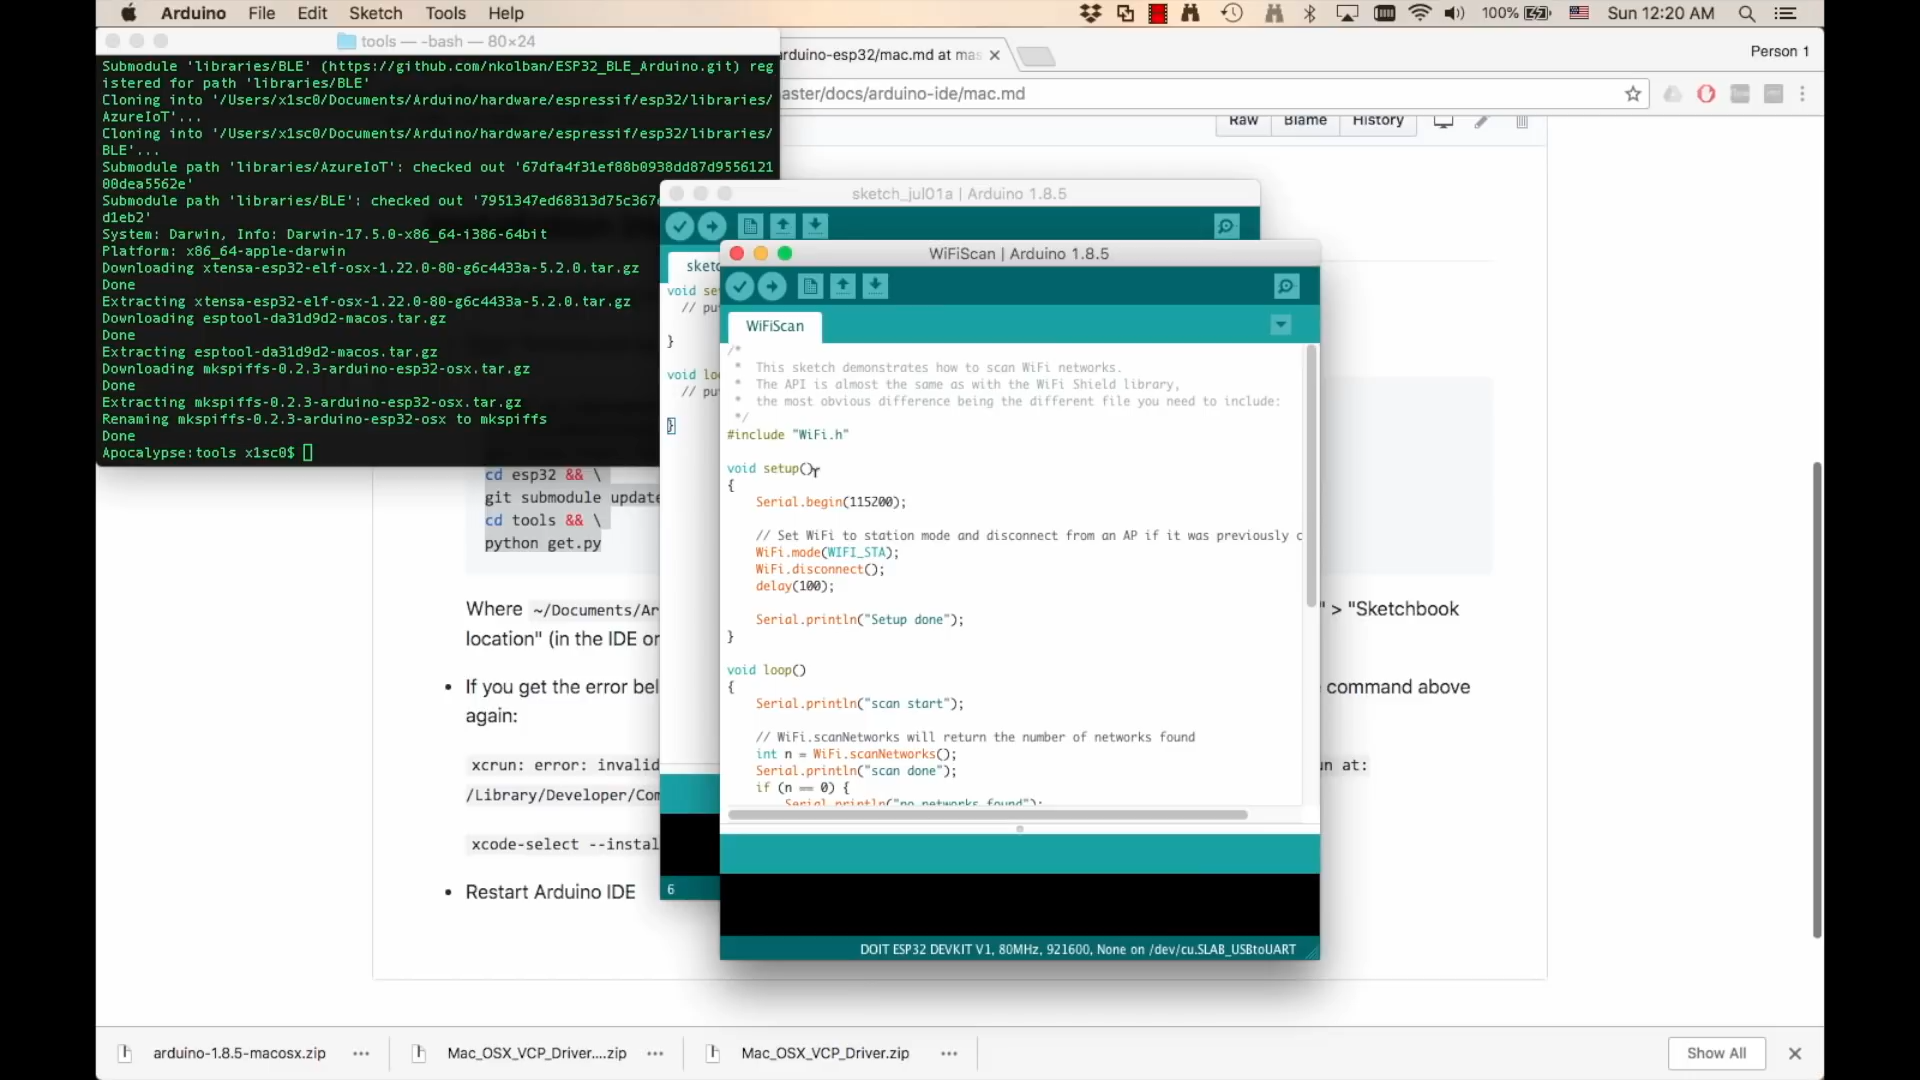 Arduino File Edit Sketch Tools Help
100% Sun 12:20 AM
tools — -bash — 80×24
Submodule 'libraries/BLE' (https://github.com/nkolban/ESP32_BLE_Arduino.git) reg
istered for path 'libraries/BLE'
Cloning into '/Users/x1sc0/Documents/Arduino/hardware/espressif/esp32/libraries/
AzureIoT'...
Cloning into '/Users/x1sc0/Documents/Arduino/hardware/espressif/esp32/libraries/
BLE'...
Submodule path 'libraries/AzureIoT': checked out '67dfa4f31ef88b0938dd87d9556121
00dea5562e'
Submodule path 'libraries/BLE': checked out '7951347ed68313d75c367
d1eb2'
System: Darwin, Info: Darwin-17.5.0-x86_64-i386-64bit
Platform: x86_64-apple-darwin
Downloading xtensa-esp32-elf-osx-1.22.0-80-g6c4433a-5.2.0.tar.gz
Done
Extracting xtensa-esp32-elf-osx-1.22.0-80-g6c4433a-5.2.0.tar.gz
Downloading esptool-da31d9d2-macos.tar.gz
Done
Extracting esptool-da31d9d2-macos.tar.gz
Downloading mkspiffs-0.2.3-arduino-esp32-osx.tar.gz
Done
Extracting mkspiffs-0.2.3-arduino-esp32-osx.tar.gz
Renaming mkspiffs-0.2.3-arduino-esp32-osx to mkspiffs
Done
Apocalypse:tools x1sc0$
rduino-esp32/mac.md at mas
Person 1
aster/docs/arduino-ide/mac.md
Raw Blame History
cd esp32 && \
git submodule update
cd tools && \
python get.py
Where ~/Documents/Ar
" > "Sketchbook
location" (in the IDE or
If you get the error bel
command above
again:
xcrun: error: invalid
n at:
/Library/Developer/Com
xcode-select --instal
Restart Arduino IDE
sketch_jul01a | Arduino 1.8.5
sketc
void se
// pu
}
void lo
// pu
}
6
WiFiScan | Arduino 1.8.5
WiFiScan
/*
* This sketch demonstrates how to scan WiFi networks.
* The API is almost the same as with the WiFi Shield library,
* the most obvious difference being the different file you need to include:
*/
#include "WiFi.h"
void setup()
{
Serial.begin(115200);
// Set WiFi to station mode and disconnect from an AP if it was previously c
WiFi.mode(WIFI_STA);
WiFi.disconnect();
delay(100);
Serial.println("Setup done");
}
void loop()
{
Serial.println("scan start");
// WiFi.scanNetworks will return the number of networks found
int n = WiFi.scanNetworks();
Serial.println("scan done");
if (n == 0) {
Serial.println("no networks found");
DOIT ESP32 DEVKIT V1, 80MHz, 921600, None on /dev/cu.SLAB_USBtoUART
arduino-1.8.5-macosx.zip
Mac_OSX_VCP_Driver....zip
Mac_OSX_VCP_Driver.zip
Show All